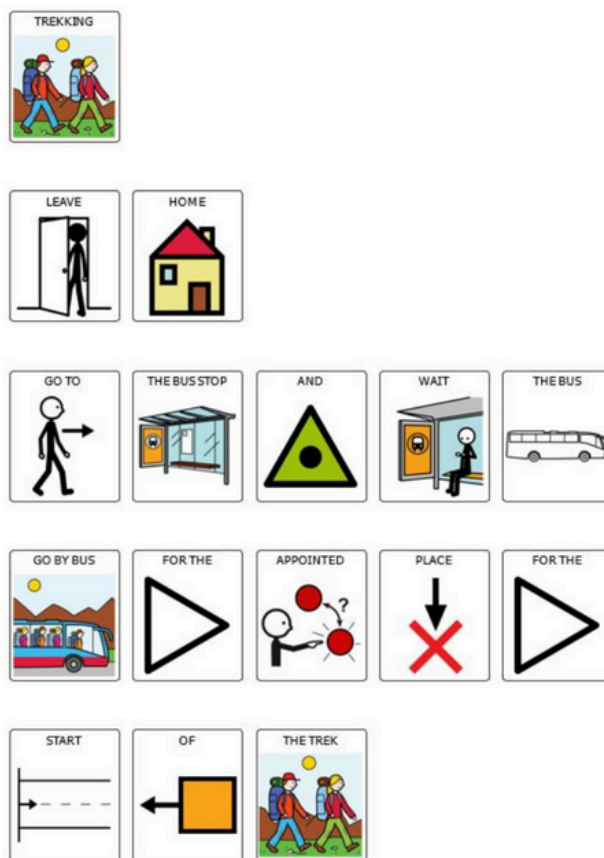 TREKKING
LEAVE HOME
GO TO THE BUS STOP AND WAIT THE BUS
GO BY BUS FOR THE APPOINTED PLACE FOR THE
?
START OF THE TREK